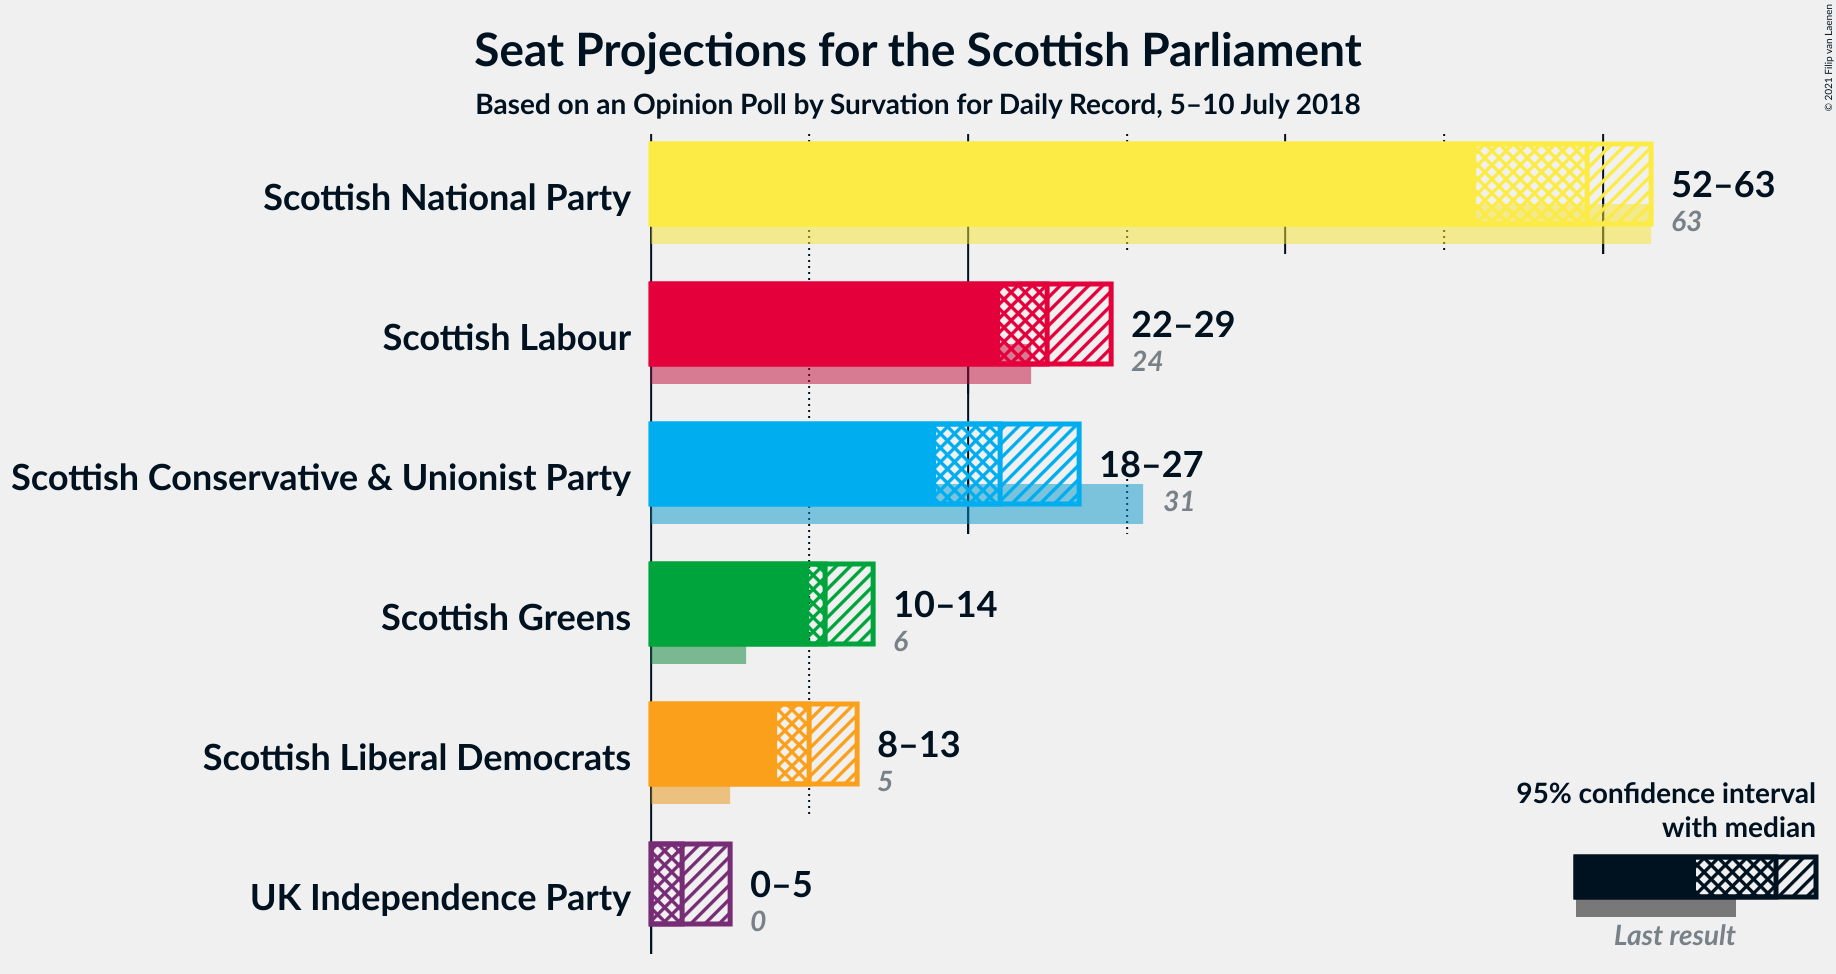 Seat Projections for the Scottish Parliament
Based on an Opinion Poll by Survation for Daily Record, 5–10 July 2018
© 2021 Filip van Laenen
Scottish National Party
52–63
63
Scottish Labour
22–29
24
Scottish Conservative & Unionist Party
18–27
31
Scottish Greens
10–14
6
Scottish Liberal Democrats
8–13
5
UK Independence Party
0–5
0
95% confidence interval
with median
Last result